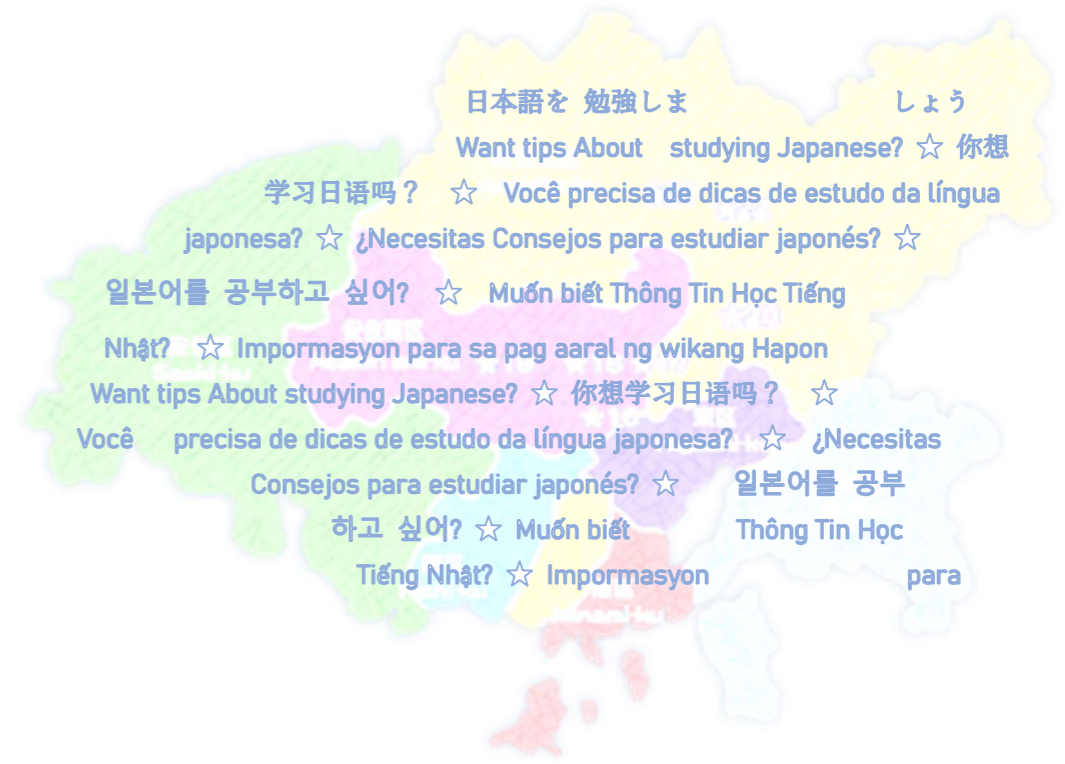 日本語を 勉強しま しょう
Want tips About studying Japanese? ☆ 你想
学习日语吗？ ☆ Você precisa de dicas de estudo da língua
japonesa? ☆ ¿Necesitas Consejos para estudiar japonés? ☆
일본어를 공부하고 싶어? ☆ Muốn biết Thông Tin Học Tiếng
Nhật? ☆ Impormasyon para sa pag aaral ng wikang Hapon
Want tips About studying Japanese? ☆ 你想学习日语吗？ ☆
Você precisa de dicas de estudo da língua japonesa? ☆ ¿Necesitas
Consejos para estudiar japonés? ☆ 일본어를 공부
하고 싶어? ☆ Muốn biết Thông Tin Học
Tiếng Nhật? ☆ Impormasyon para
Minami-ku